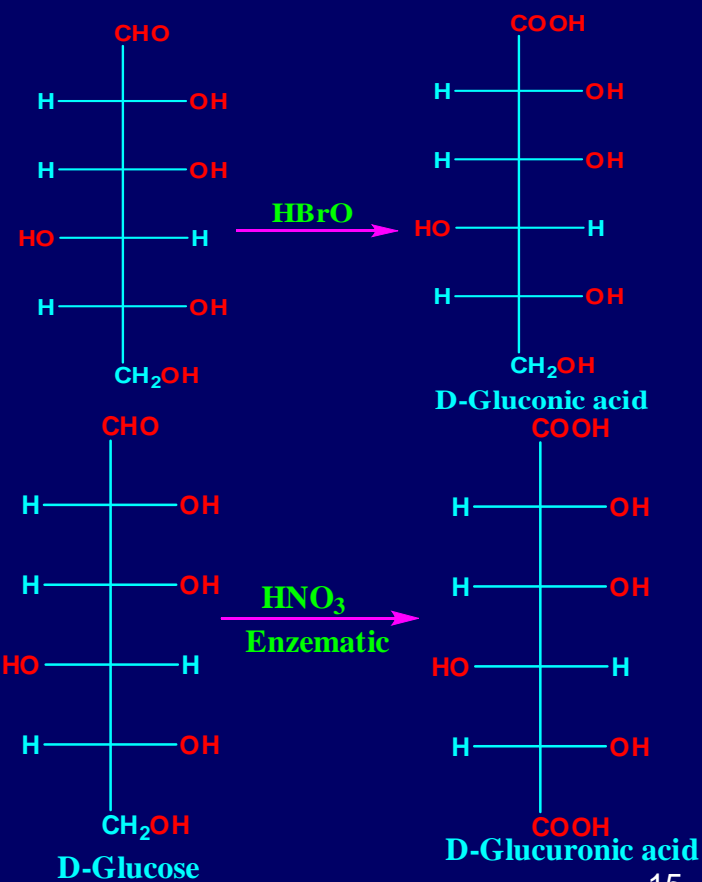 CHO
H OH
H OH
HO H
H OH
CH2OH
HBrO
COOH
H OH
H OH
HO H
H OH
CH2OH
D-Gluconic acid
CHO
H OH
H OH
HO H
H OH
CH2OH
D-Glucose
HNO3
Enzematic
COOH
H OH
H OH
HO H
H OH
COOH
D-Glucuronic acid